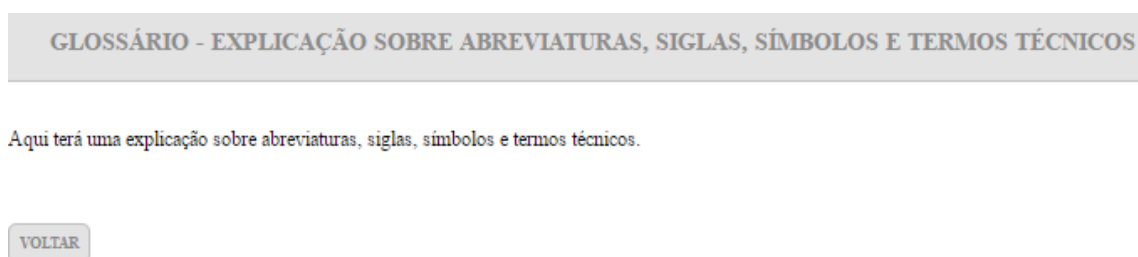 GLOSSÁRIO - EXPLICAÇÃO SOBRE ABREVIATURAS, SIGLAS, SÍMBOLOS E TERMOS TÉCNICOS
Aqui terá uma explicação sobre abreviaturas, siglas, símbolos e termos técnicos.
VOLTAR